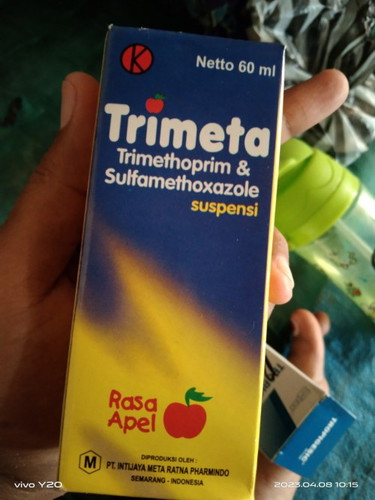 K
Netto 60 ml
Trimeta
Trimethoprim &
Sulfamethoxazole
suspensi
Rasa
Apel
M
DIPRODUKSI OLEH :
PT. INTIJAYA META RATNA PHARMINDO
SEMARANG - INDONESIA
vivo Y20
2023.04.08 10:15